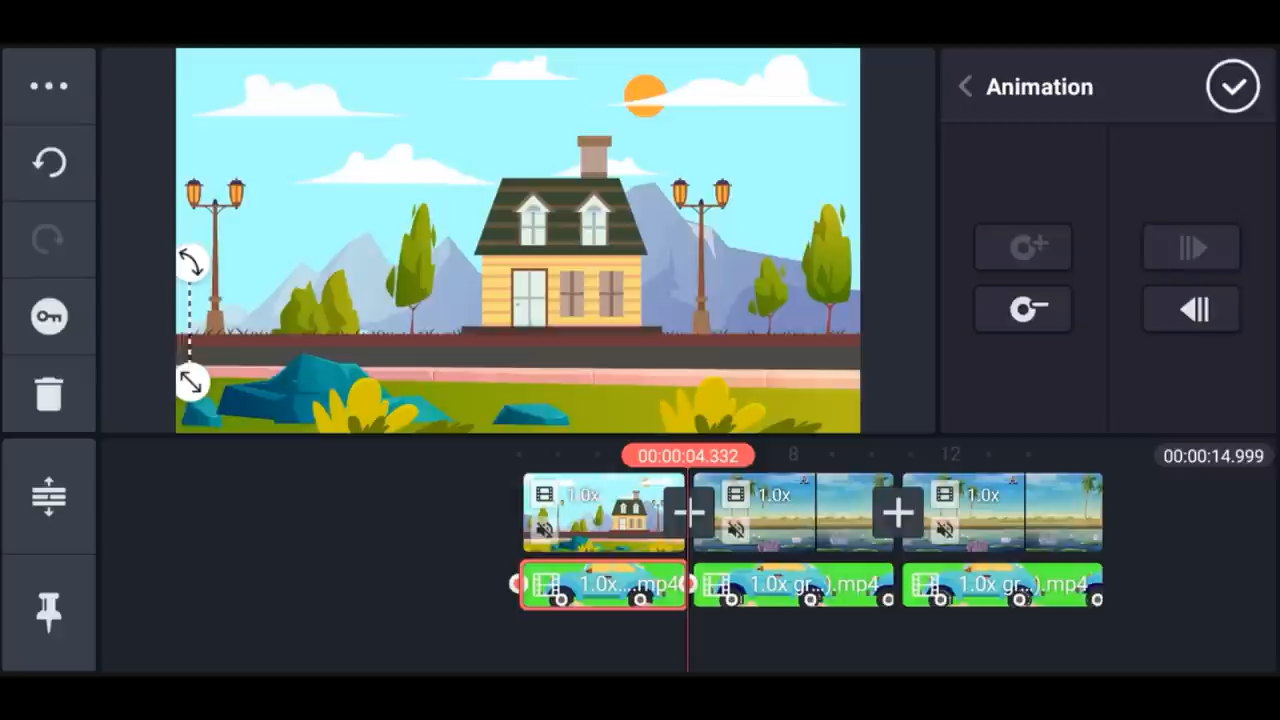 Animation
00:00:04.332
8
12
00:00:14.999
1.0x
1.0x
1.0x
1.0x....mp4
1.0x gr...).mp4
1.0x gr...).mp4